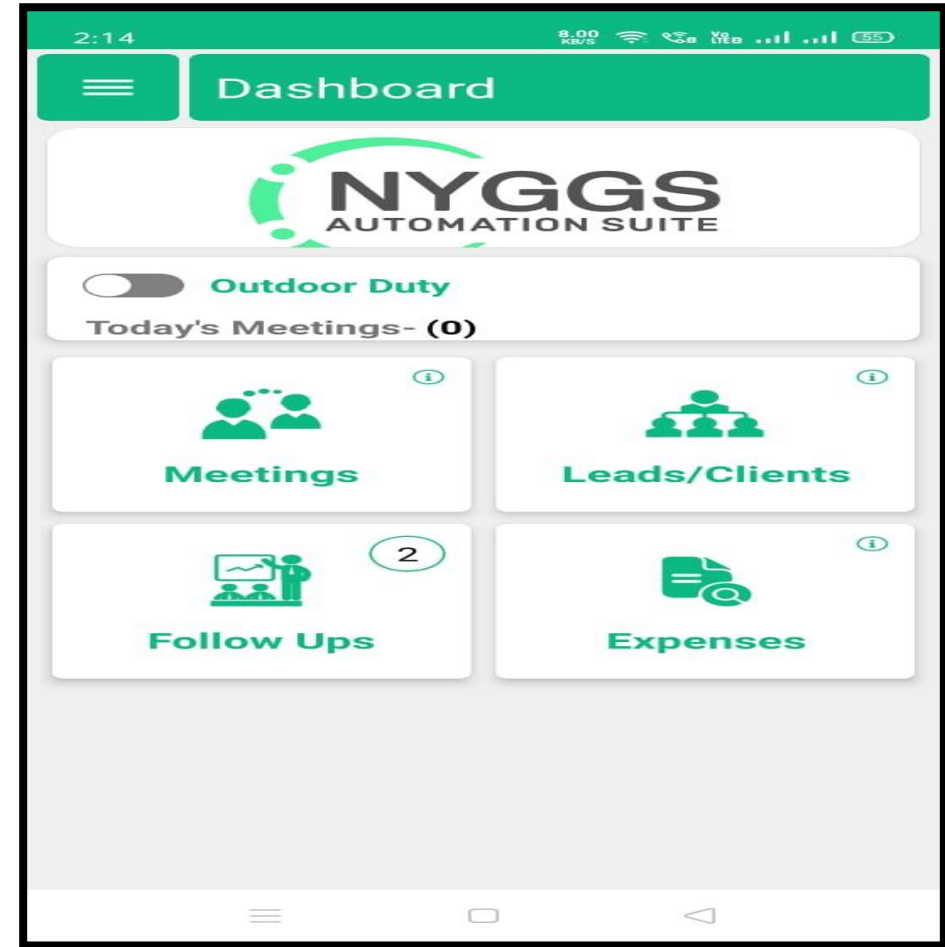 2:14
8.00
KB/S
Vo
LTE
55
Dashboard
NYGGS
AUTOMATION SUITE
Outdoor Duty
Today's Meetings- (0)
Meetings
Leads/Clients
2
Follow Ups
Expenses